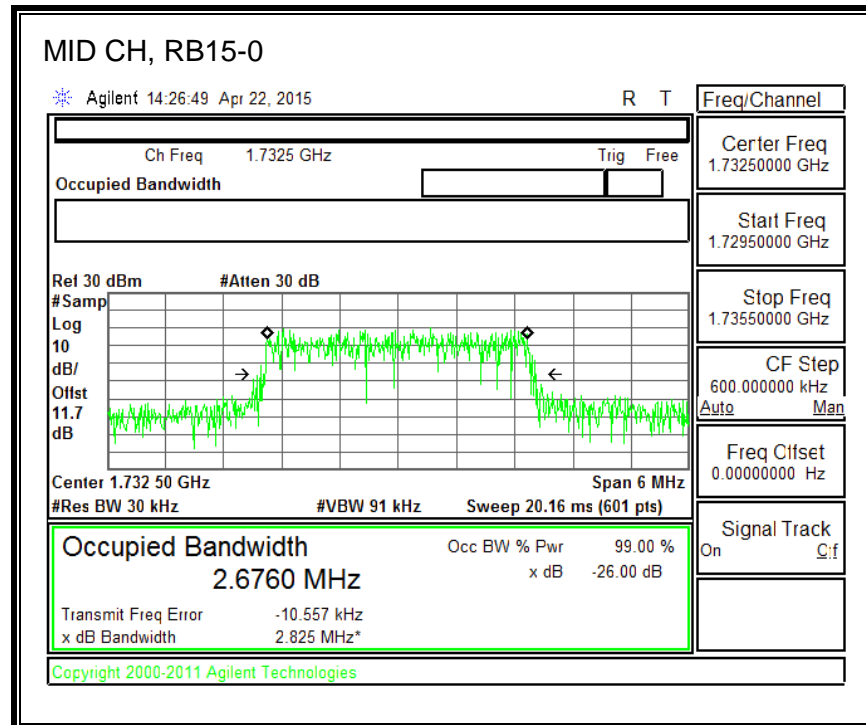 MID CH, RB15-0
Agilent 14:26:49 Apr 22, 2015 R T
Freq/Channel
Ch Freq 1.7325 GHz Trig Free
Occupied Bandwidth
Center Freq
1.73250000 GHz
Start Freq
1.72950000 GHz
Stop Freq
1.73550000 GHz
CF Step
600.000000 kHz
Auto Man
Freq Offset
0.00000000 Hz
Signal Track
On Off
Ref 30 dBm #Atten 30 dB
#Samp
Log
10
dB/
Offst
11.7
dB
Center 1.732 50 GHz Span 6 MHz
#Res BW 30 kHz #VBW 91 kHz Sweep 20.16 ms (601 pts)
Occupied Bandwidth
2.6760 MHz
Occ BW % Pwr 99.00 %
x dB -26.00 dB
Transmit Freq Error -10.557 kHz
x dB Bandwidth 2.825 MHz*
Copyright 2000-2011 Agilent Technologies